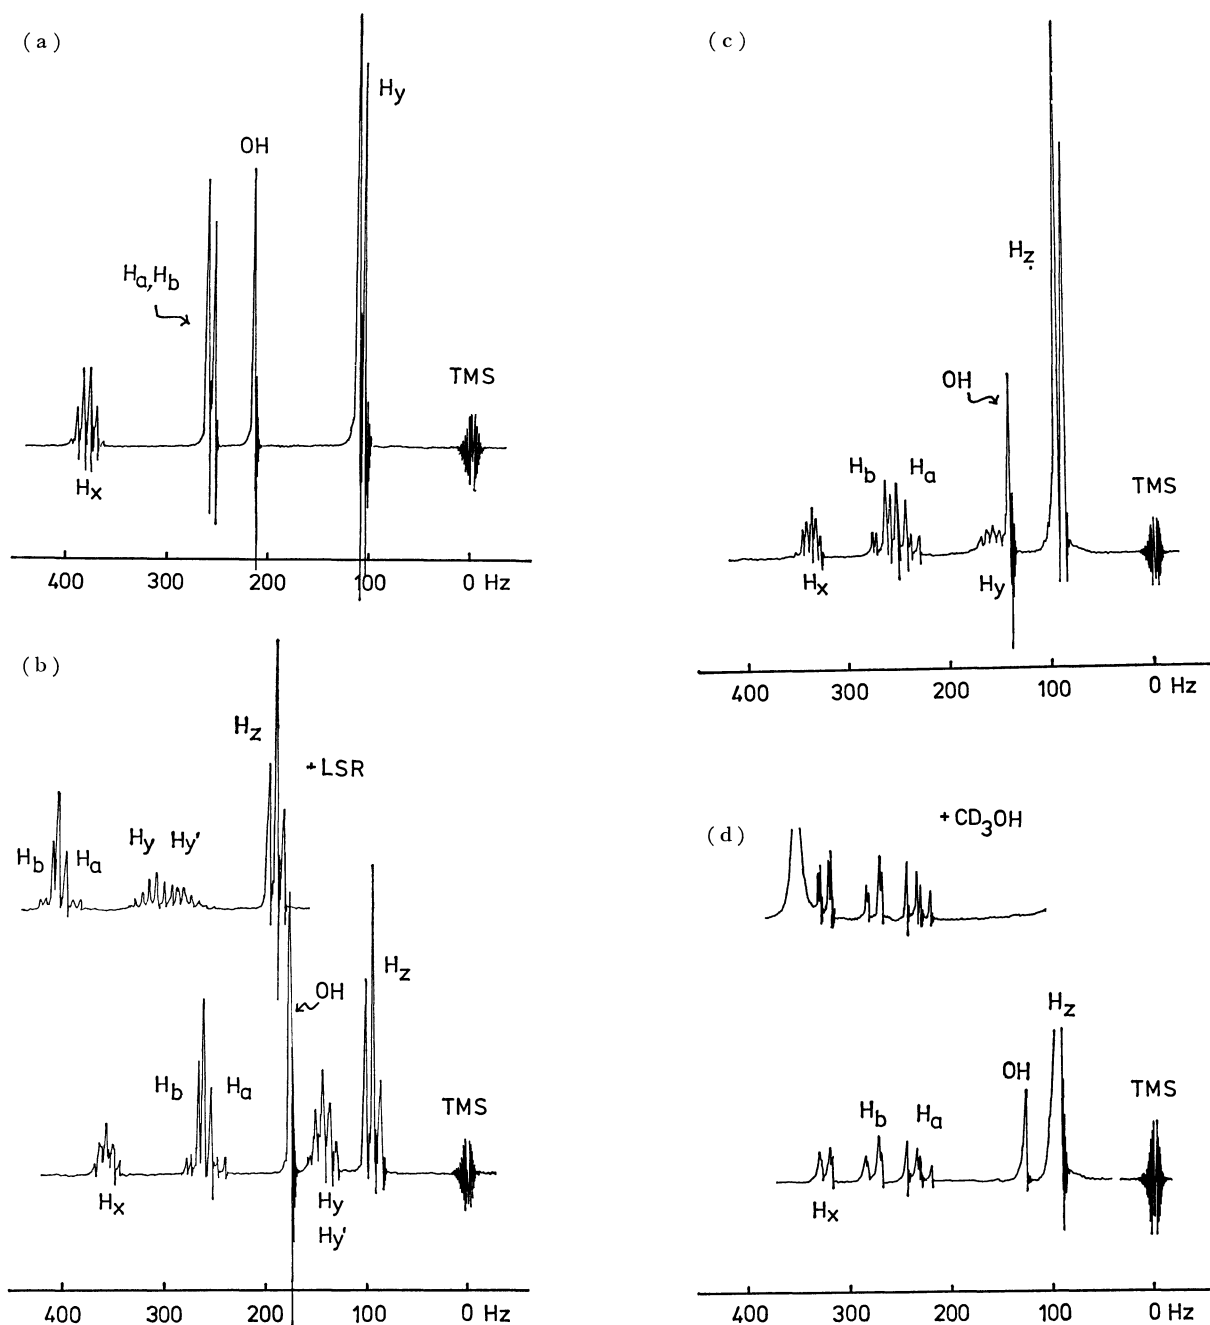 (a)
Hy
OH
Ha,Hb
TMS
Hx
400 300 200 100 0 Hz
(b)
Hz
+LSR
Hb Ha Hy Hy'
OH
Hz
Hb Ha
TMS
Hx
Hy
Hy'
400 300 200 100 0 Hz
(c)
Hz
OH
Hb Ha
TMS
Hx
Hy
400 300 200 100 0 Hz
(d)
+CD3OH
Hz
OH
TMS
Hb Ha
Hx
400 300 200 100 0 Hz